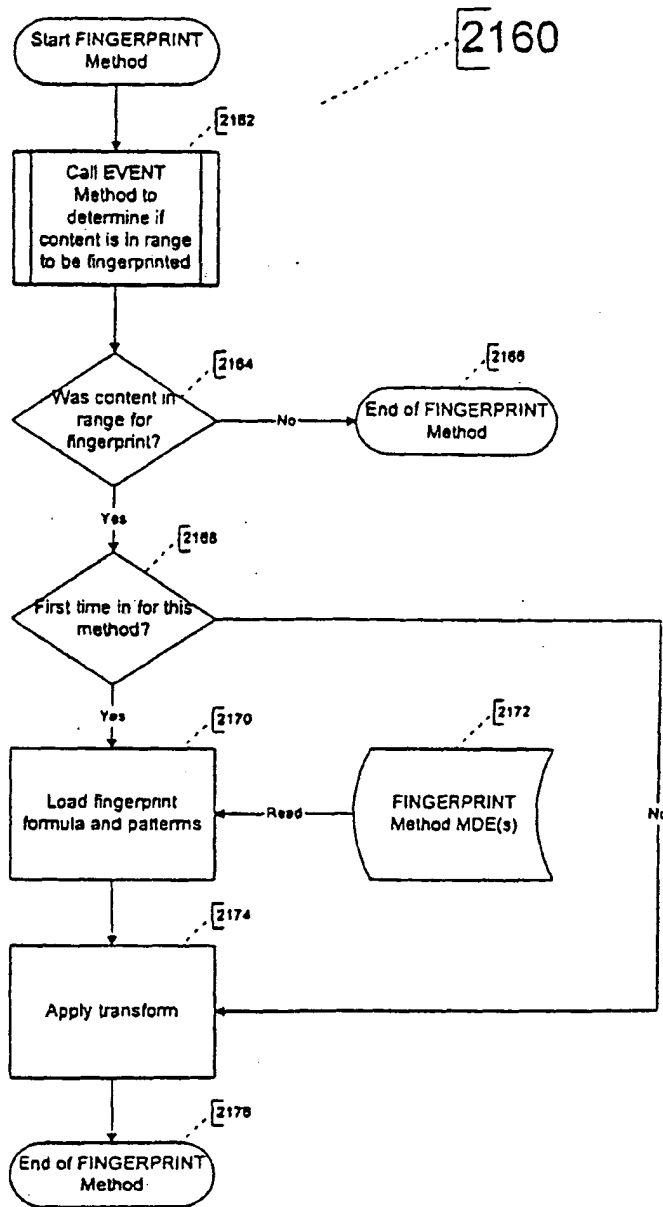 Start FINGERPRINT
Method
2160
2162
Call EVENT
Method to
determine if
content is in range
to be fingerprinted
2164
Was content in
range for
fingerprint?
No
2166
End of FINGERPRINT
Method
Yes
2168
First time in for this
method?
Yes
No
2170
Load fingerprint
formula and patterns
Read
2172
FINGERPRINT
Method MDE(s)
2174
Apply transform
2176
End of FINGERPRINT
Method